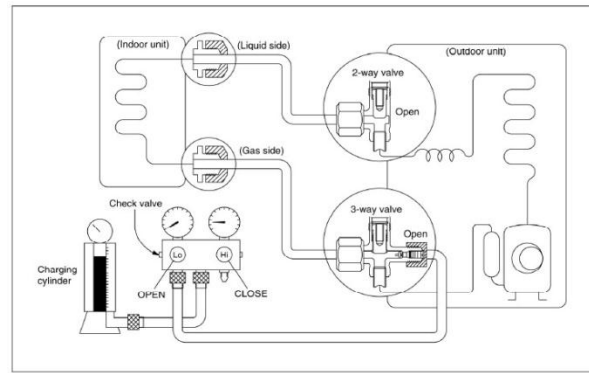 (Indoor unit)
(Liquid side)
(Outdoor unit)
2-way valve
Open
(Gas side)
3-way valve
Open
Check valve
Lo
Hi
Charging
cylinder
OPEN
CLOSE